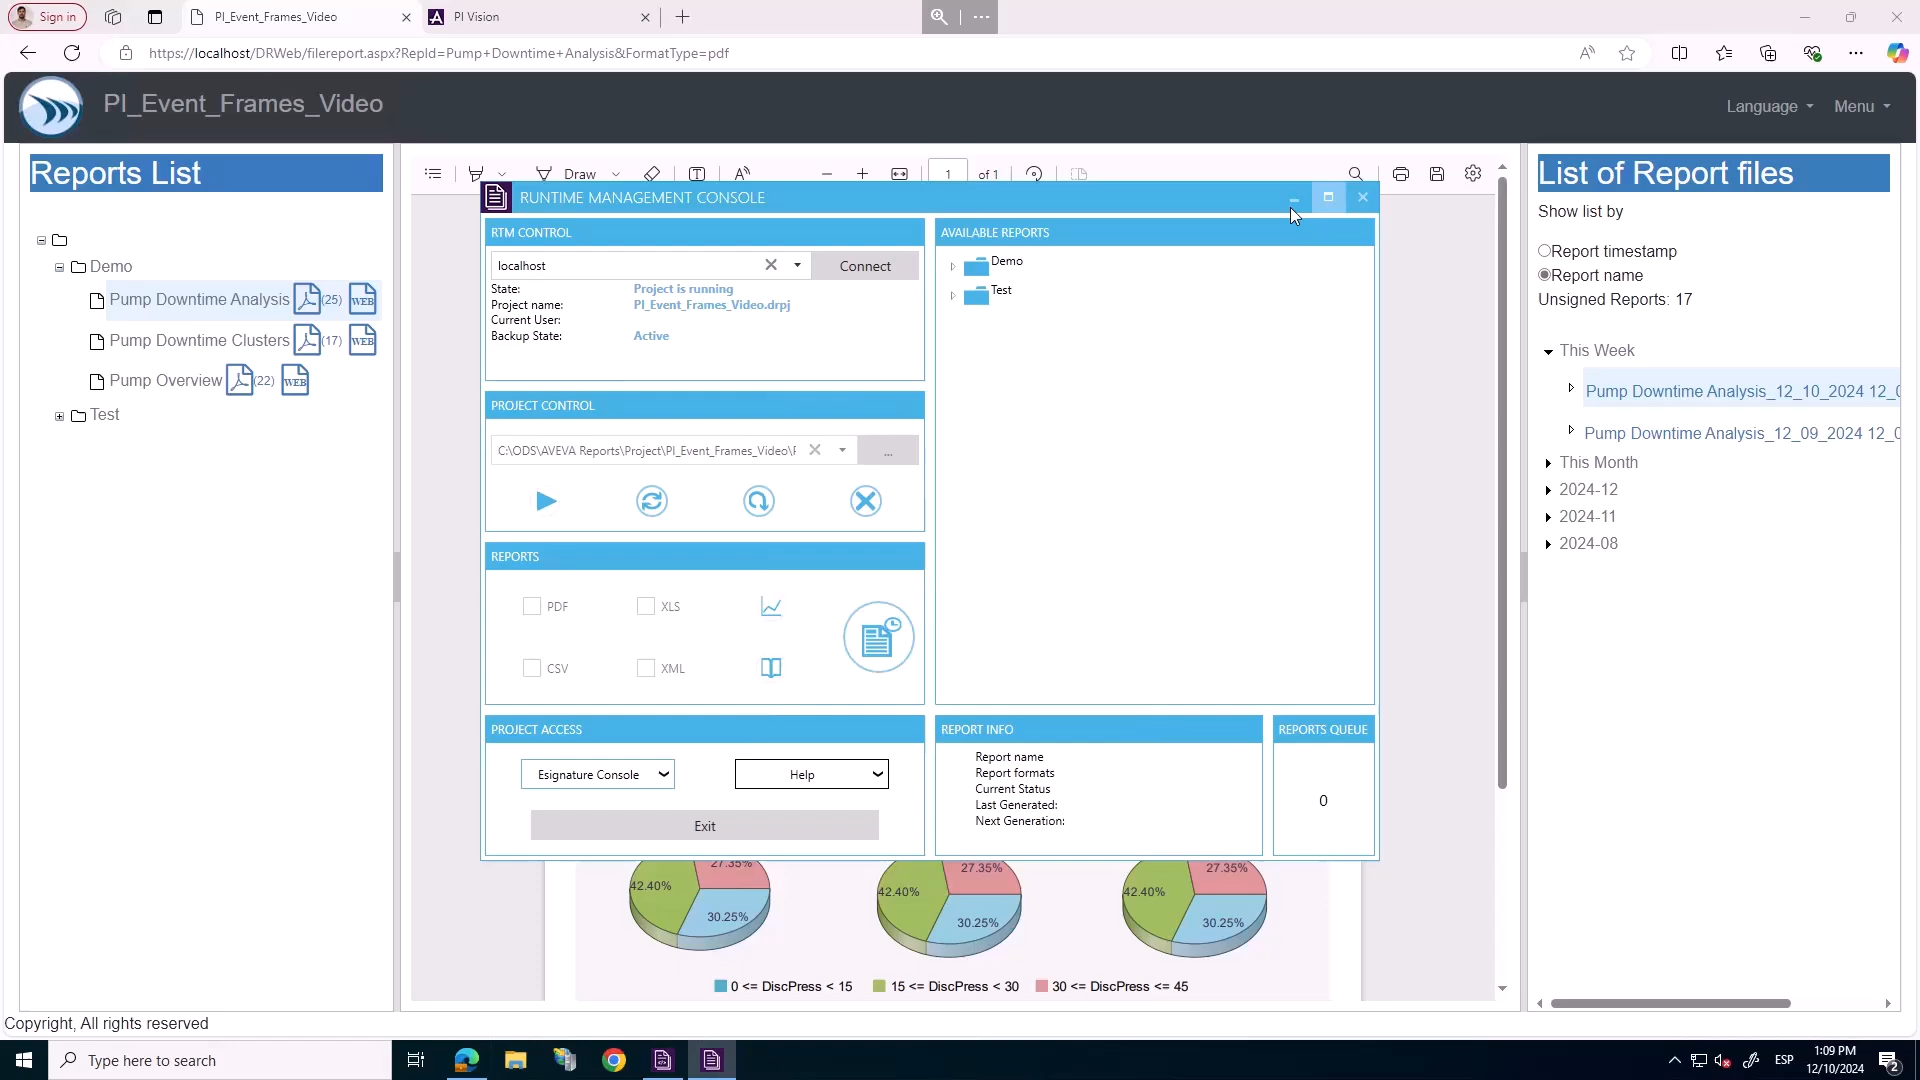 Sign in
PI_Event_Frames_Video
PI Vision
https://localhost/DRWeb/filereport.aspx?RepId=Pump+Downtime+Analysis&FormatType=pdf
PI_Event_Frames_Video
Language
Menu
Reports List
Demo
Pump Downtime Analysis (25) WEB
Pump Downtime Clusters (17) WEB
Pump Overview (22) WEB
Test
Draw
1 of 1
RUNTIME MANAGEMENT CONSOLE
RTM CONTROL
localhost
Connect
State: Project is running
Project name: PI_Event_Frames_Video.drpj
Current User:
Backup State: Active
PROJECT CONTROL
C:\ODS\AVEVA Reports\Project\PI_Event_Frames_Video\
...
REPORTS
PDF
XLS
CSV
XML
PROJECT ACCESS
Esignature Console
Help
Exit
AVAILABLE REPORTS
Demo
Test
REPORT INFO
Report name
Report formats
Current Status
Last Generated:
Next Generation:
REPORTS QUEUE
0
27.35%
42.40%
30.25%
27.35%
42.40%
30.25%
27.35%
42.40%
30.25%
0 <= DiscPress < 15
15 <= DiscPress < 30
30 <= DiscPress <= 45
List of Report files
Show list by
Report timestamp
Report name
Unsigned Reports: 17
This Week
Pump Downtime Analysis_12_10_2024 12_0
Pump Downtime Analysis_12_09_2024 12_0
This Month
2024-12
2024-11
2024-08
Copyright, All rights reserved
Type here to search
ESP
1:09 PM
12/10/2024
2